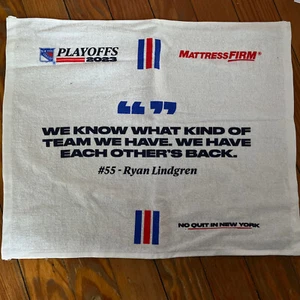 PLAYOFFS
2023
MATTRESSFIRM®
“”
WE KNOW WHAT KIND OF
TEAM WE HAVE. WE HAVE
EACH OTHER'S BACK.
#55 - Ryan Lindgren
NO QUIT IN NEW YORK